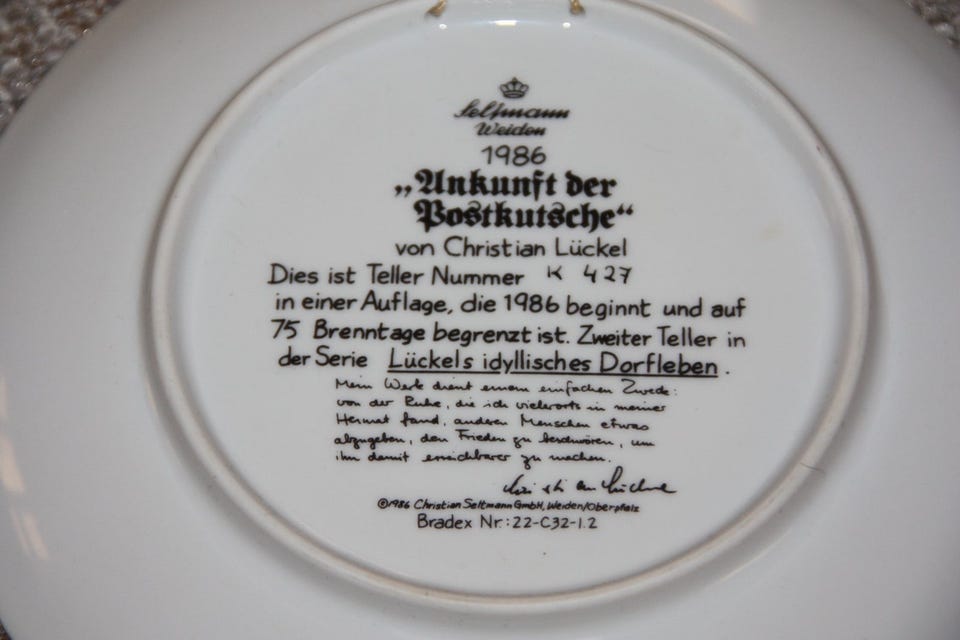 Seltmann
Weiden
1986
„Ankunft der
Postkutsche“
von Christian Lückel
Dies ist Teller Nummer K 427
in einer Auflage, die 1986 beginnt und auf
75 Brenntage begrenzt ist. Zweiter Teller in
der Serie Lückels idyllisches Dorfleben.
Mein Werk dient einem einfachen Zwecke:
von der Ruhe, die ich vielerorts in meiner
Heimat fand, anderen Menschen etwas
abzugeben, den Frieden zu beschwören, um
ihn damit erreichbarer zu machen.
Christian Lückel
©1986 Christian Seltmann GmbH, Weiden/Oberpfalz
Bradex Nr.: 22-C32-1.2